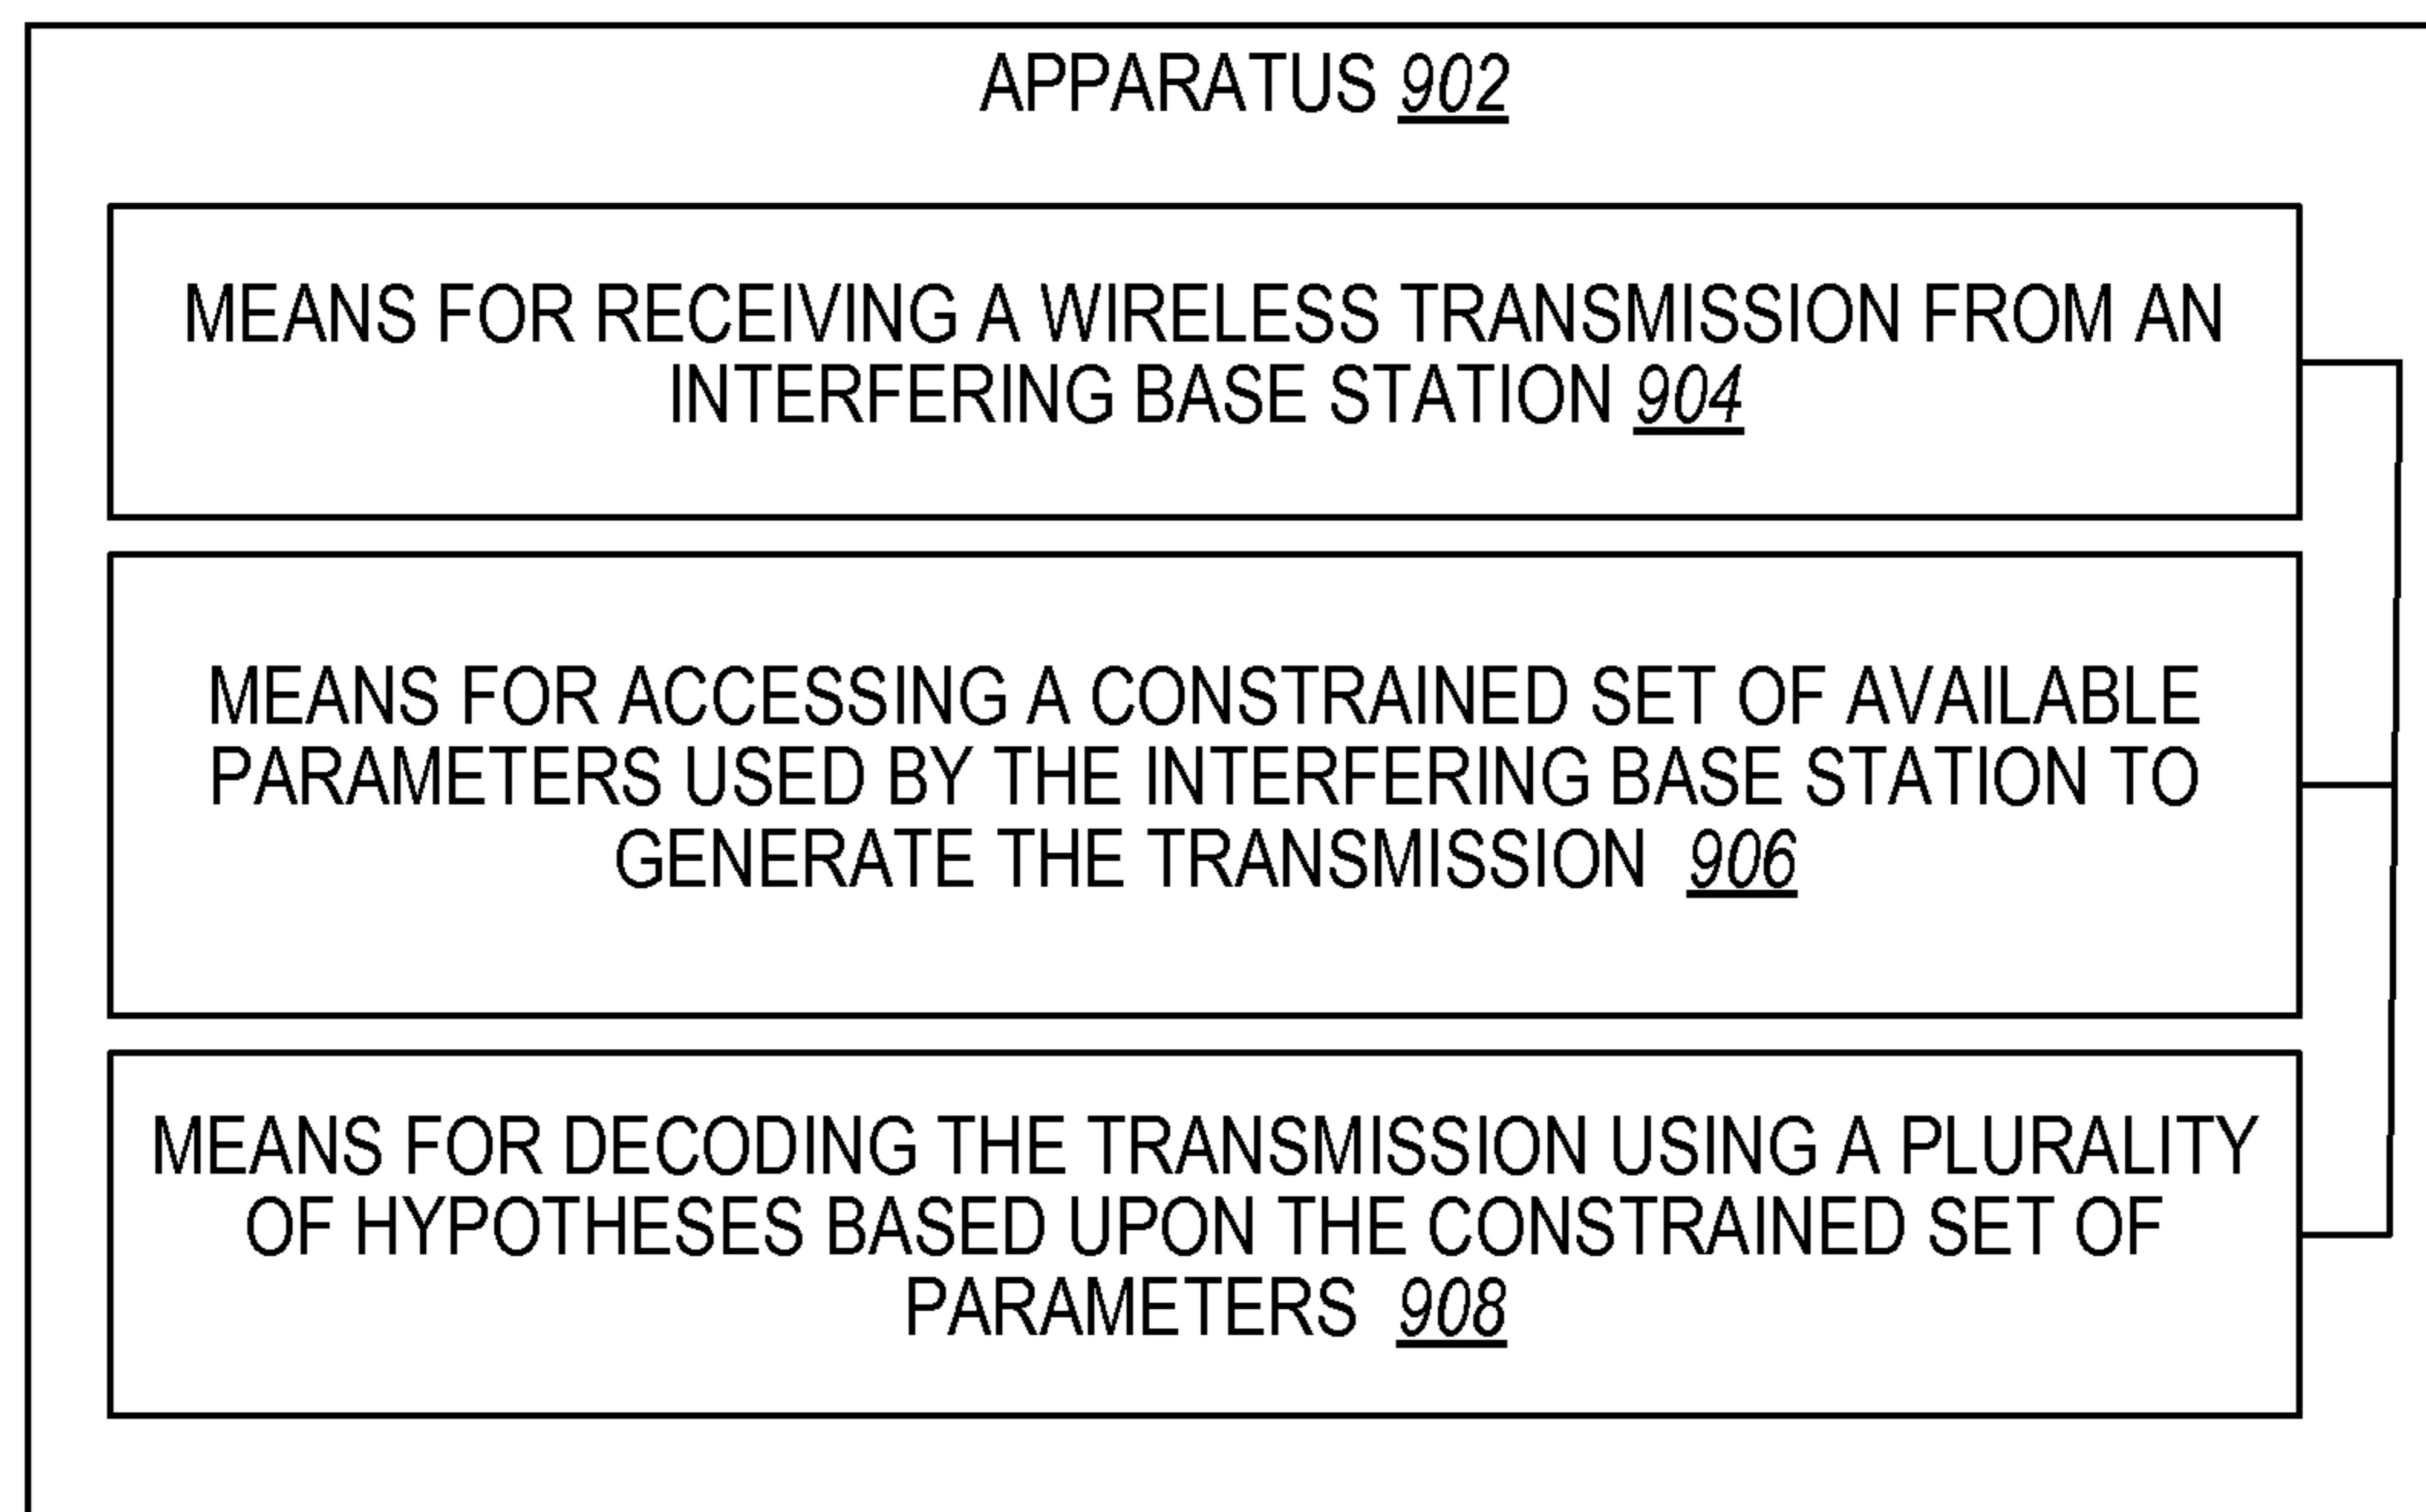 APPARATUS 902
MEANS FOR RECEIVING A WIRELESS TRANSMISSION FROM AN
INTERFERING BASE STATION 904
MEANS FOR ACCESSING A CONSTRAINED SET OF AVAILABLE
PARAMETERS USED BY THE INTERFERING BASE STATION TO
GENERATE THE TRANSMISSION 906
MEANS FOR DECODING THE TRANSMISSION USING A PLURALITY
OF HYPOTHESES BASED UPON THE CONSTRAINED SET OF
PARAMETERS 908